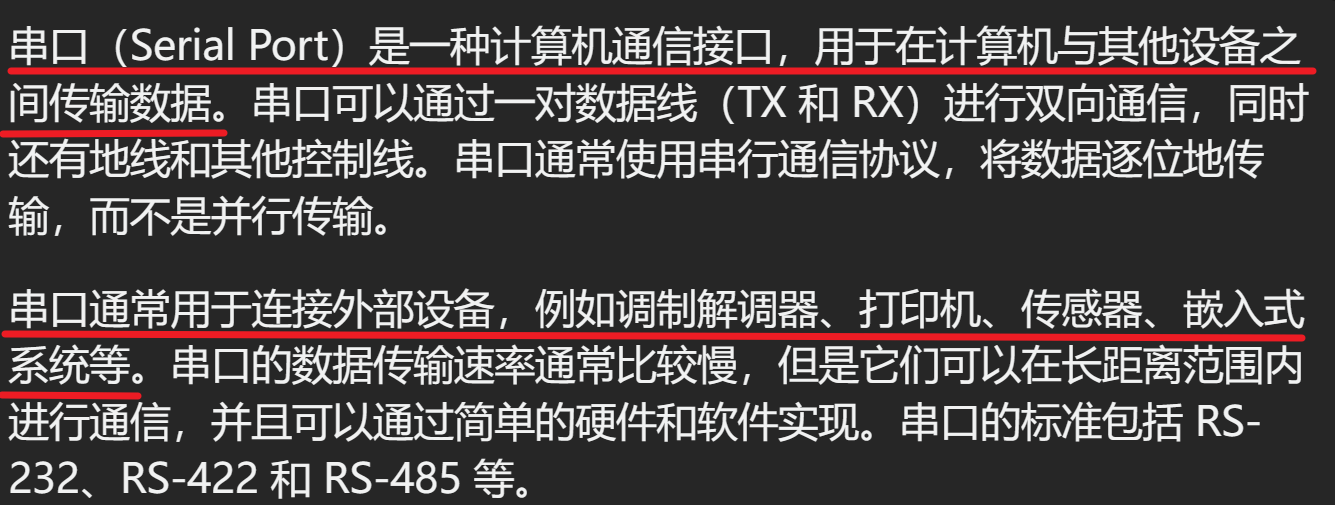 串口（Serial Port）是一种计算机通信接口，用于在计算机与其他设备之
间传输数据。串口可以通过一对数据线（TX 和 RX）进行双向通信，同时
还有地线和其他控制线。串口通常使用串行通信协议，将数据逐位地传
输，而不是并行传输。
串口通常用于连接外部设备，例如调制解调器、打印机、传感器、嵌入式
系统等。串口的数据传输速率通常比较慢，但是它们可以在长距离范围内
进行通信，并且可以通过简单的硬件和软件实现。串口的标准包括 RS-
232、RS-422 和 RS-485 等。